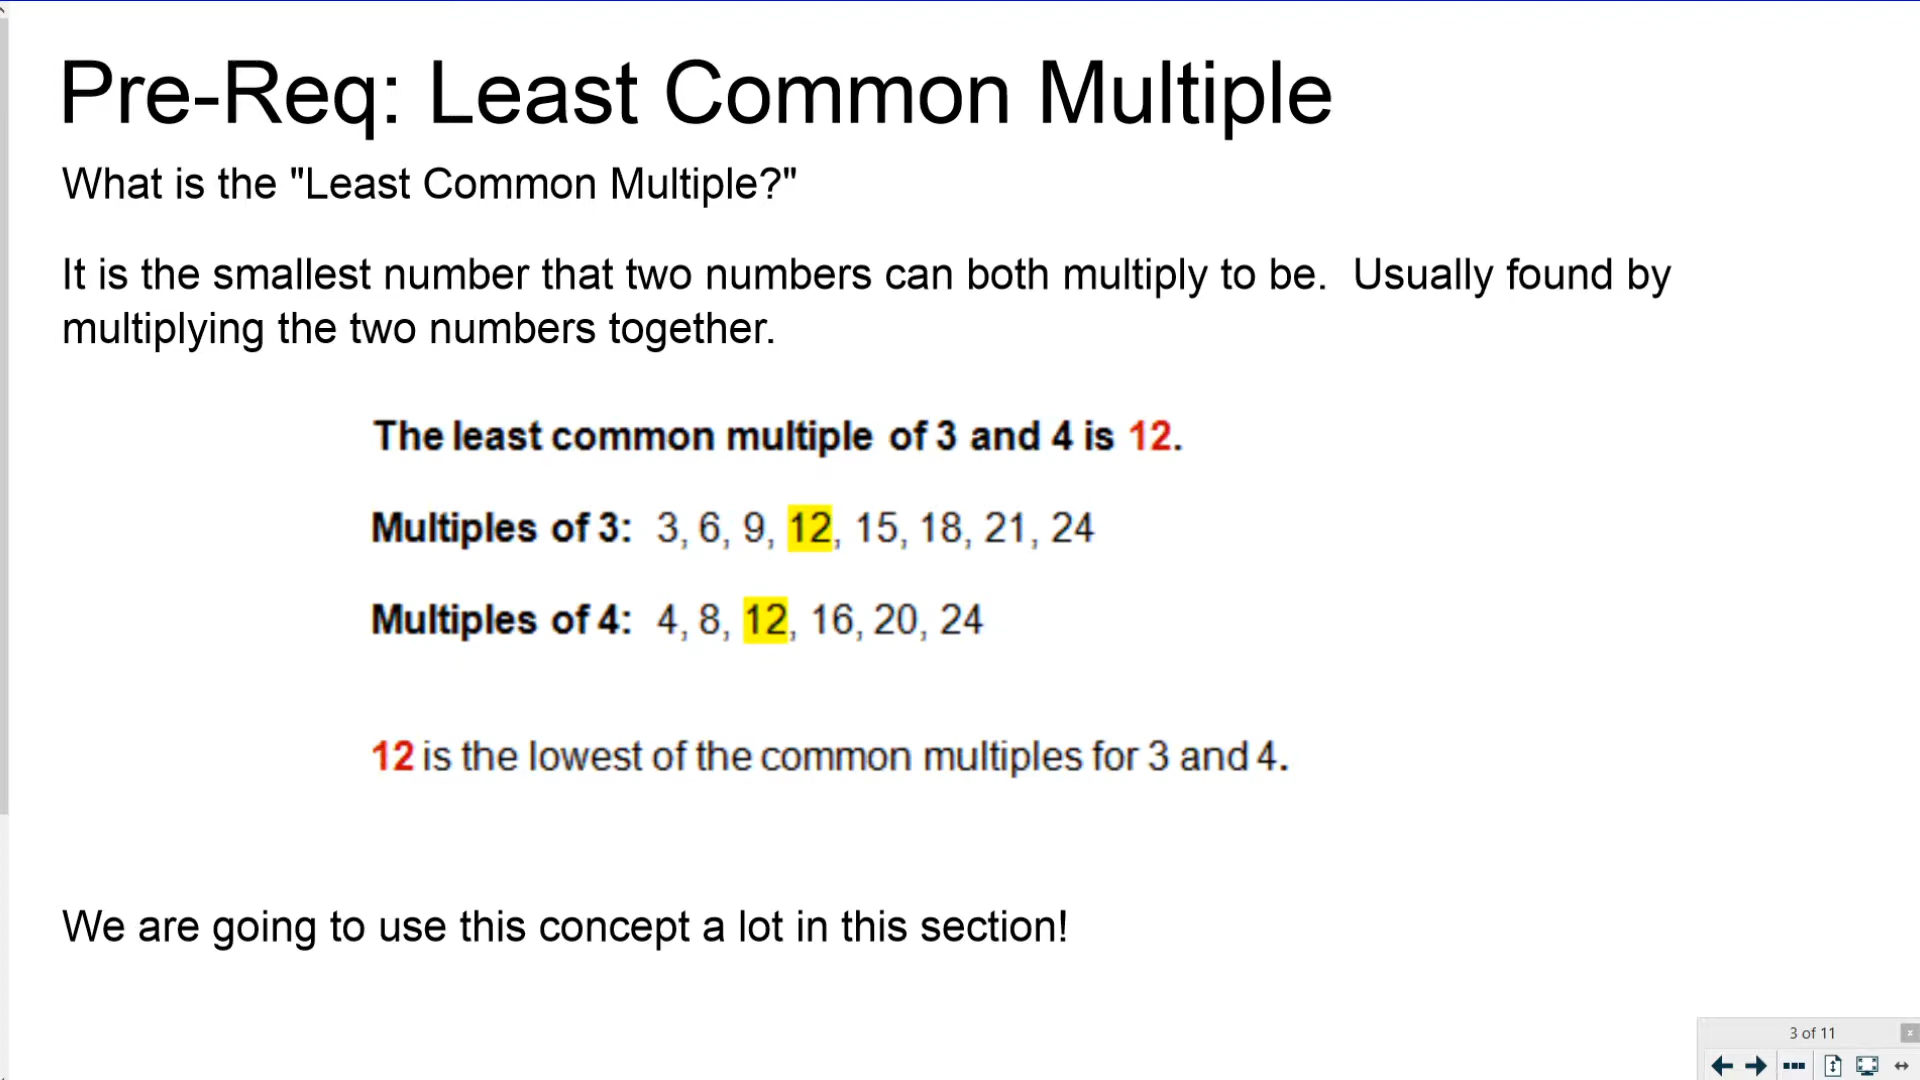 Pre-Req: Least Common Multiple
What is the "Least Common Multiple?"
It is the smallest number that two numbers can both multiply to be.  Usually found by
multiplying the two numbers together.
The least common multiple of 3 and 4 is 12.
Multiples of 3:  3, 6, 9, 12, 15, 18, 21, 24
Multiples of 4:  4, 8, 12, 16, 20, 24
12 is the lowest of the common multiples for 3 and 4.
We are going to use this concept a lot in this section!
3 of 11